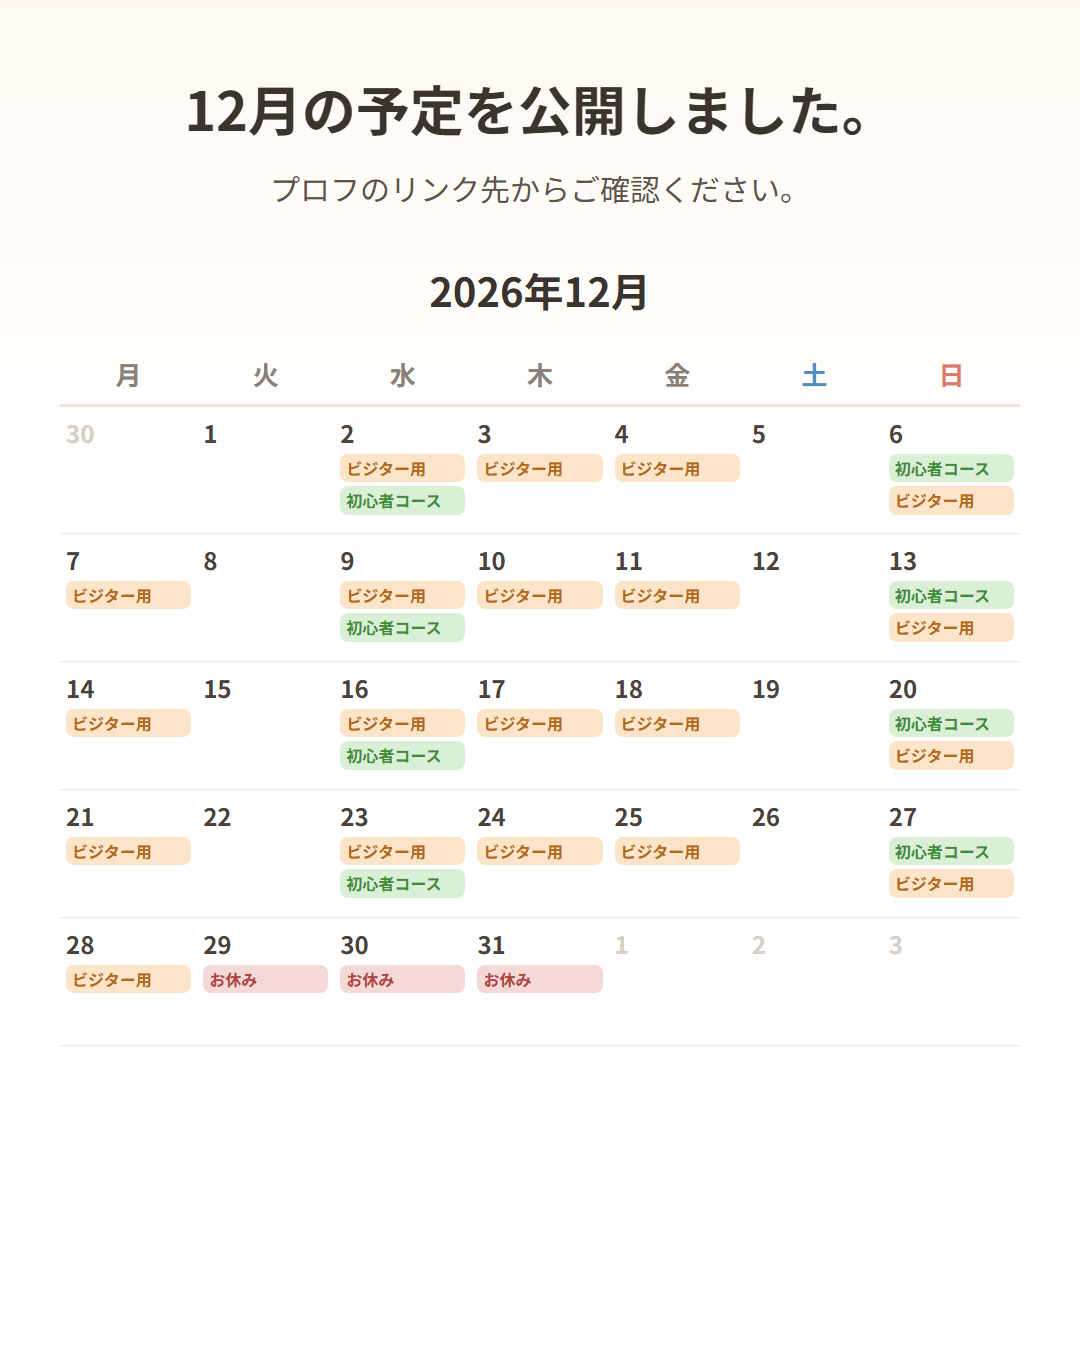 12月の予定を公開しました。
プロフのリンク先からご確認ください。
2026年12月
月 火 水 木 金 土 日
30 1 2 3 4 5 6
ビジター用 ビジター用 ビジター用 初心者コース
初心者コース ビジター用
7 8 9 10 11 12 13
ビジター用 ビジター用 ビジター用 ビジター用 初心者コース
初心者コース ビジター用
14 15 16 17 18 19 20
ビジター用 ビジター用 ビジター用 ビジター用 初心者コース
初心者コース ビジター用
21 22 23 24 25 26 27
ビジター用 ビジター用 ビジター用 ビジター用 初心者コース
初心者コース ビジター用
28 29 30 31 1 2 3
ビジター用 お休み お休み お休み